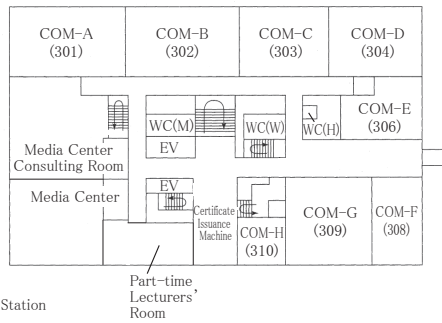 COM-A
(301)
COM-B
(302)
COM-C
(303)
COM-D
(304)
COM-E
(306)
WC(M)
WC(W)
WC(H)
EV
Media Center
Consulting Room
Media Center
EV
Certificate
Issuance
Machine
COM-H
(310)
COM-G
(309)
COM-F
(308)
Part-time
Lecturers’
Room
Station